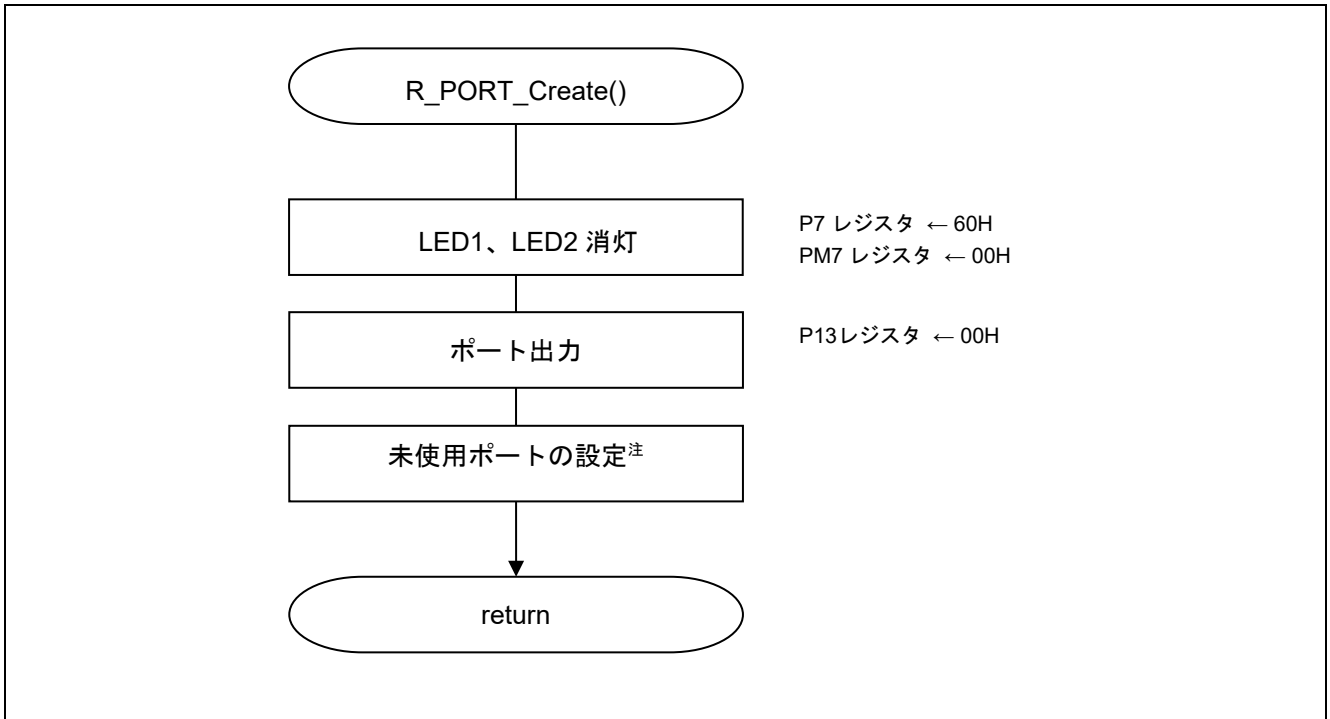 R_PORT_Create()
LED1、LED2 消灯
P7 レジスタ ← 60H
PM7 レジスタ ← 00H
ポート出力
P13レジスタ ← 00H
未使用ポートの設定注
return